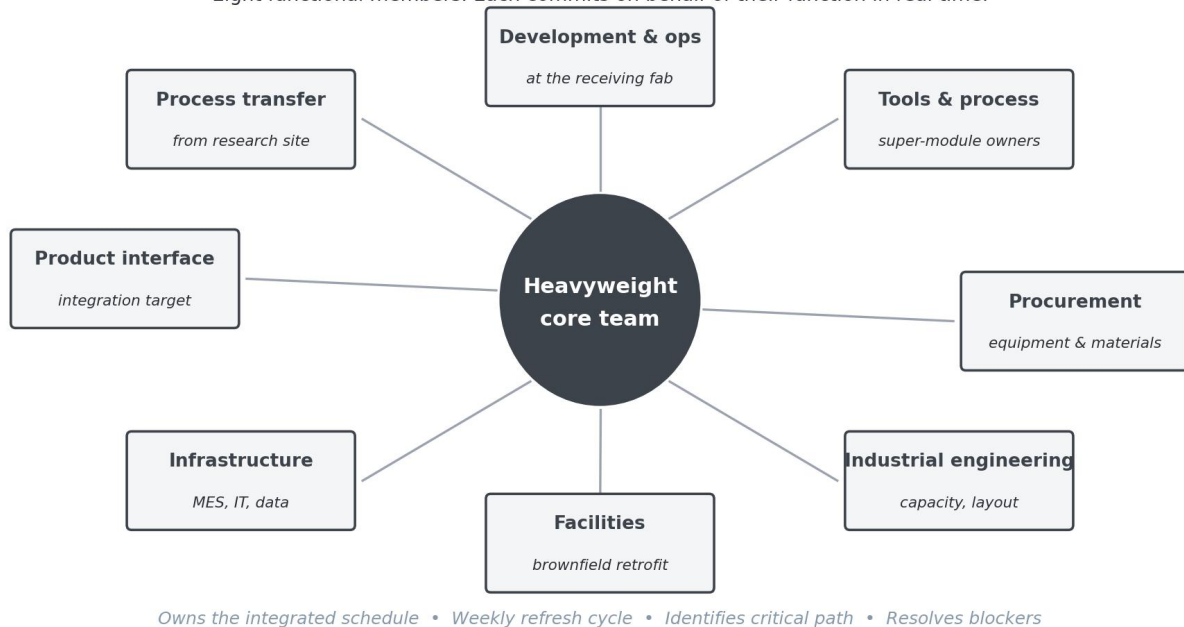 Eight functional members. Each commits on behalf of their function in real time.
Development & ops
at the receiving fab
Process transfer
from research site
Tools & process
super-module owners
Product interface
integration target
Heavyweight
core team
Procurement
equipment & materials
Infrastructure
MES, IT, data
Industrial engineering
capacity, layout
Facilities
brownfield retrofit
Owns the integrated schedule • Weekly refresh cycle • Identifies critical path • Resolves blockers